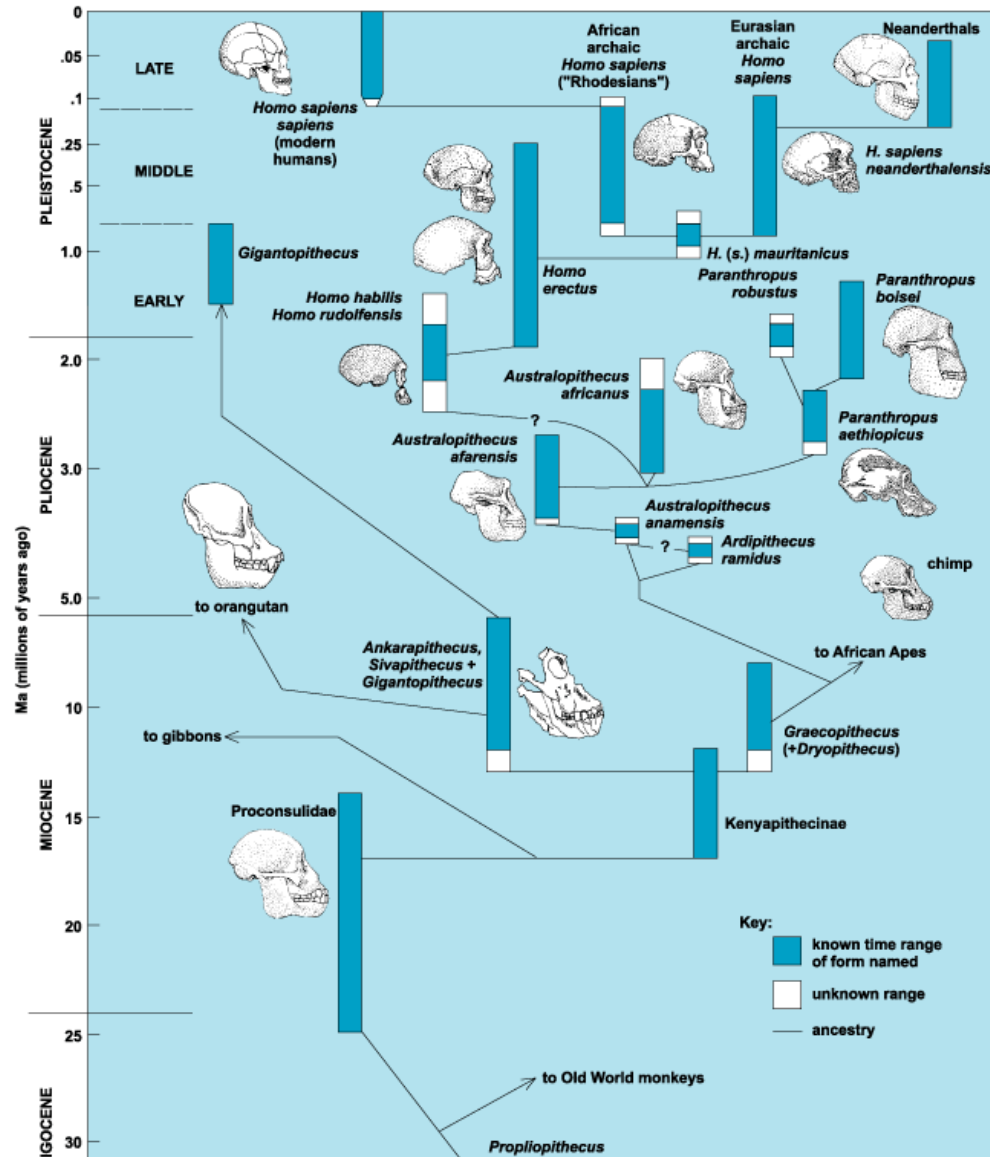 0
.05
.1
.25
.5
1.0
2.0
3.0
5.0
10
15
20
25
30
Ma (millions of years ago)
PLEISTOCENE
PLIOCENE
MIOCENE
IGOCENE
LATE
MIDDLE
EARLY
Homo sapiens
sapiens
(modern
humans)
African
archaic
Homo sapiens
("Rhodesians")
Eurasian
archaic
Homo
sapiens
Neanderthals
H. sapiens
neanderthalensis
Gigantopithecus
Homo
erectus
H. (s.) mauritanicus
Homo habilis
Homo rudolfensis
Paranthropus
robustus
Paranthropus
boisei
Australopithecus
africanus
?
Paranthropus
aethiopicus
Australopithecus
afarensis
Australopithecus
anamensis
?
Ardipithecus
ramidus
chimp
to orangutan
Ankarapithecus,
Sivapithecus +
Gigantopithecus
to African Apes
Graecopithecus
(+Dryopithecus)
to gibbons
Proconsulidae
Kenyapithecinae
Key:
known time range
of form named
unknown range
ancestry
to Old World monkeys
Propliopithecus